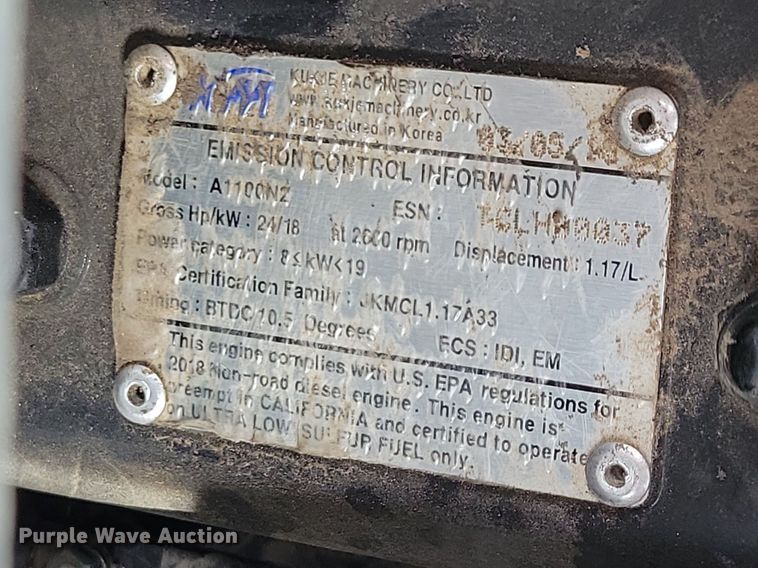 KUKJE MACHINERY CO., LTD
www.kukjemachinery.co.kr
Manufactured in Korea
EMISSION CONTROL INFORMATION
Model : A1100N2 ESN :
Gross Hp/kW : 24/18 at 2600 rpm Displacement : 1.17/L
Power category : 8≤kW<19
Certification Family : JKMCL1.17A33
Timing : BTDC 10.5 Degrees ECS : IDI, EM
This engine complies with U.S. EPA regulations for
2018 Non-road diesel engine. This engine is
preempt in CALIFORNIA and certified to operate
on ULTRA LOW SULFUR FUEL only.
Purple Wave Auction